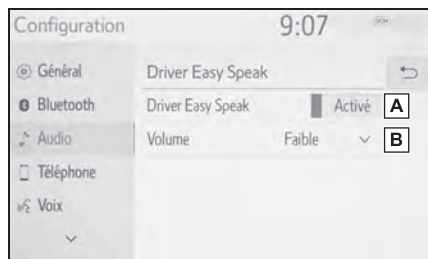 Configuration 9:07
Général
Bluetooth
Audio
Téléphone
Voix
Driver Easy Speak
Driver Easy Speak Activé A
Volume Faible B